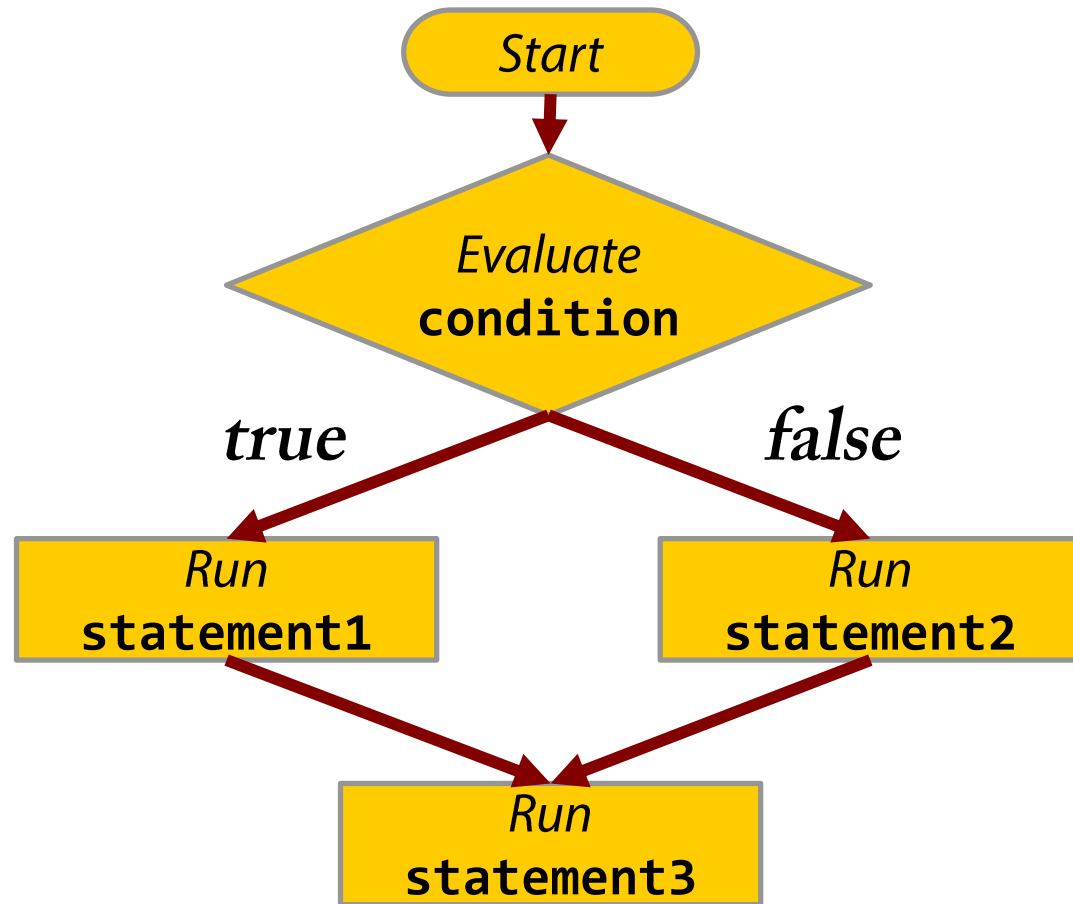 Start
Evaluate
condition
true
false
Run
statement1
Run
statement2
Run
statement3